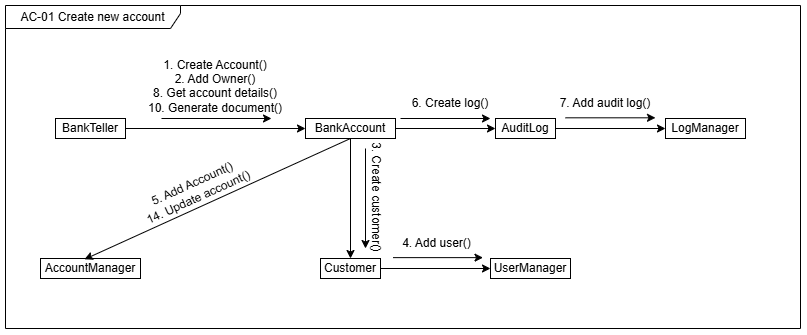 AC-01 Create new account
1. Create Account()
2. Add Owner()
8. Get account details()
10. Generate document()
6. Create log()
7. Add audit log()
BankTeller
BankAccount
AuditLog
LogManager
3. Create customer()
5. Add Account()
14. Update account()
4. Add user()
AccountManager
Customer
UserManager